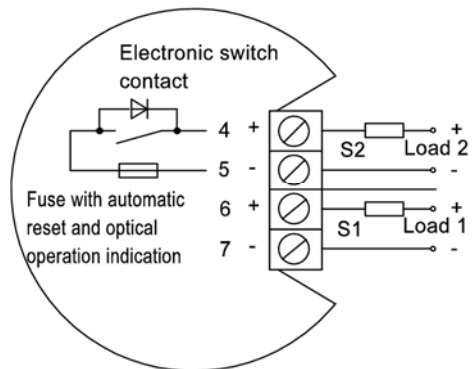 Electronic switch
contact
4 +
5 -
6 +
7 -
S2
+
Load 2
-
S1
+
Load 1
-
Fuse with automatic
reset and optical
operation indication